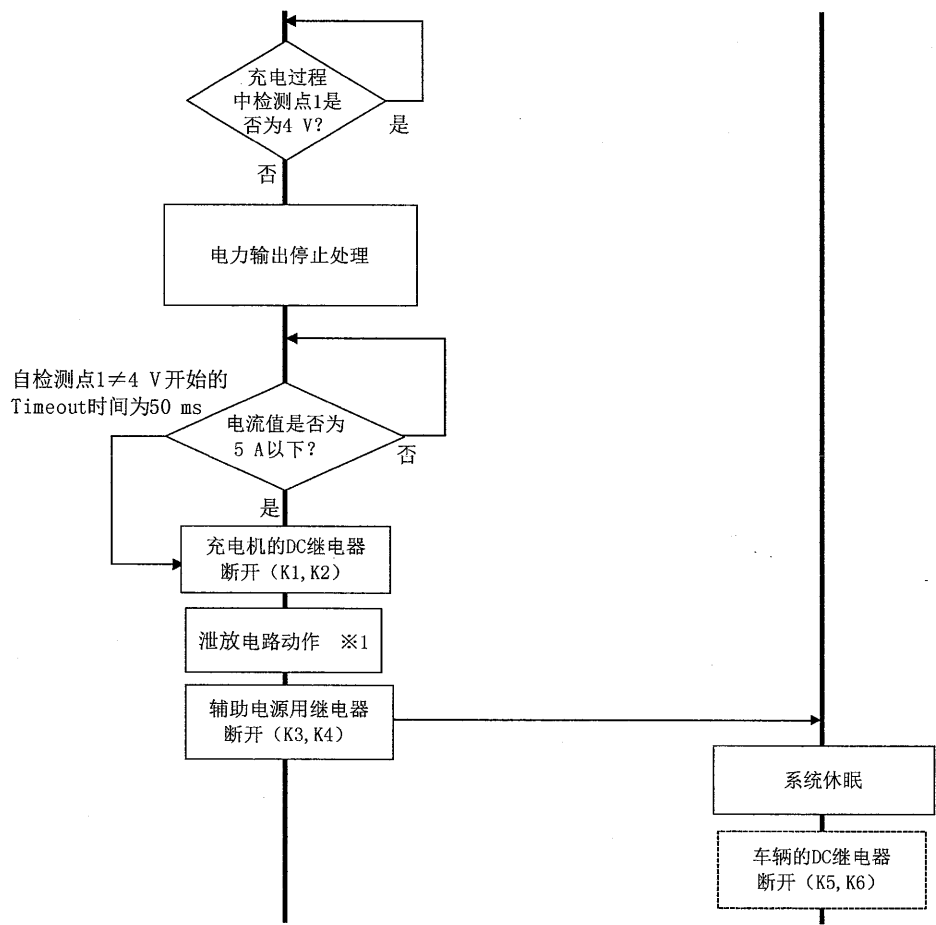 充电过程
中检测点1是
否为4 V?
是
否
电力输出停止处理
自检测点1≠4 V开始的
Timeout时间为50 ms
电流值是否为
5 A以下?
否
是
充电机的DC继电器
断开（K1,K2）
泄放电路动作 ※1
辅助电源用继电器
断开（K3,K4）
系统休眠
车辆的DC继电器
断开（K5,K6）